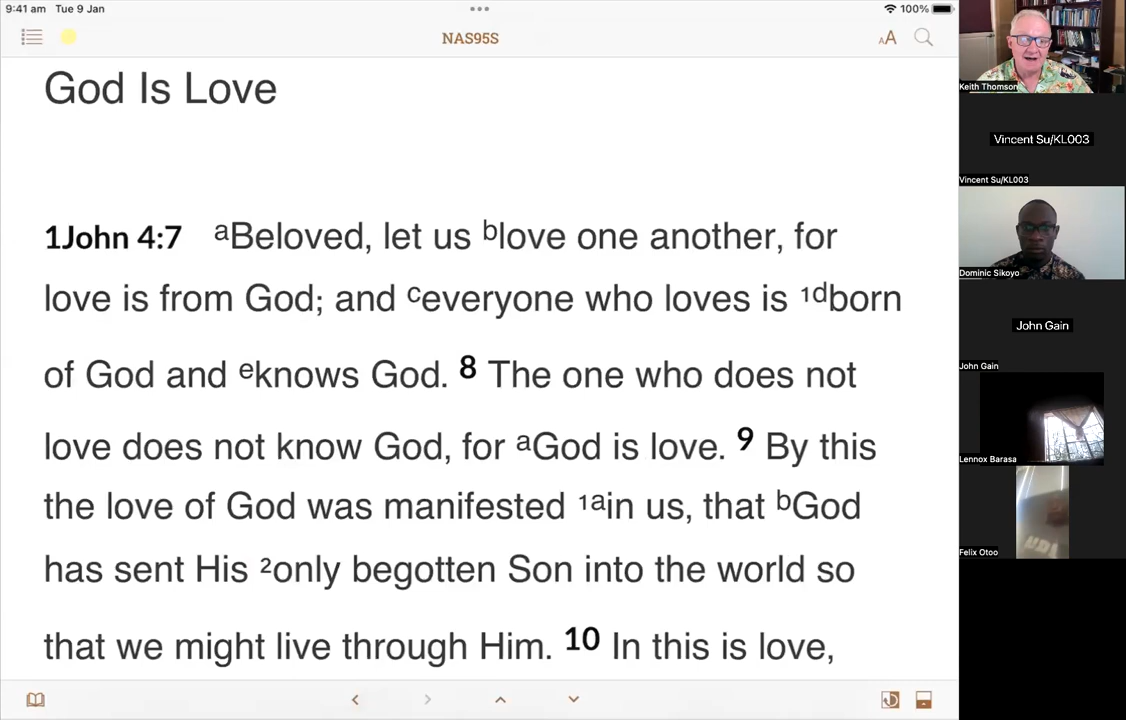 9:41 am Tue 9 Jan
100%
NAS95S
AA
God Is Love
1John 4:7 aBeloved, let us blove one another, for
love is from God; and ceveryone who loves is 1dborn
of God and eknows God. 8 The one who does not
love does not know God, for aGod is love. 9 By this
the love of God was manifested 1ain us, that bGod
has sent His 2only begotten Son into the world so
that we might live through Him. 10 In this is love,
Keith Thomson
Vincent Su/KL003
Vincent Su/KL003
Dominic Sikoyo
John Gain
John Gain
Lennox Barasa
Felix Otoo